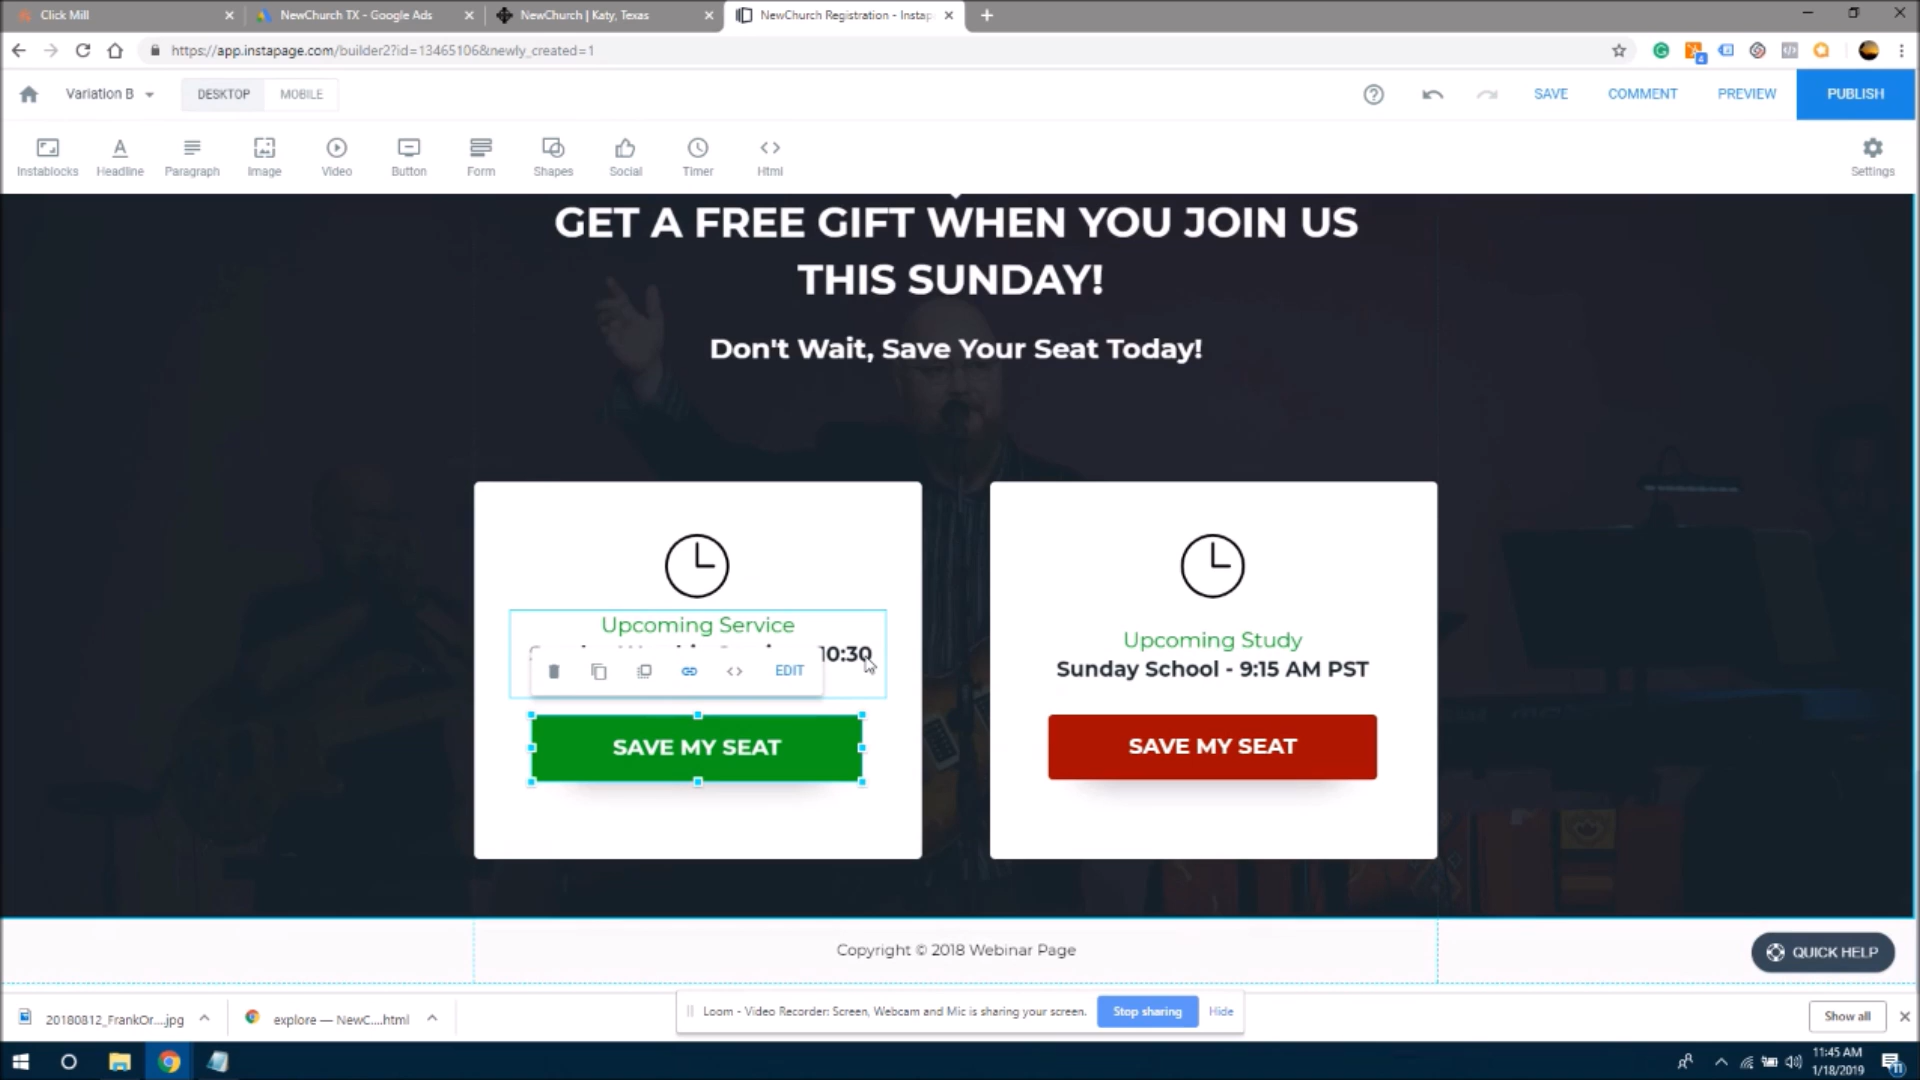 Click Mill
NewChurch TX - Google Ads
NewChurch | Katy, Texas
NewChurch Registration - Instap
https://app.instapage.com/builder2?id=13465106&newly_created=1
4
Variation B
DESKTOP
MOBILE
SAVE
COMMENT
PREVIEW
PUBLISH
Instablocks
Headline
Paragraph
Image
Video
Button
Form
Shapes
Social
Timer
Html
Settings
GET A FREE GIFT WHEN YOU JOIN US
THIS SUNDAY!
Don't Wait, Save Your Seat Today!
Upcoming Service
10:30
EDIT
SAVE MY SEAT
Upcoming Study
Sunday School - 9:15 AM PST
SAVE MY SEAT
Copyright © 2018 Webinar Page
QUICK HELP
20180812_FrankOr....jpg
explore — NewC....html
Loom - Video Recorder: Screen, Webcam and Mic is sharing your screen.
Stop sharing
Hide
Show all
11:45 AM
1/18/2019
11